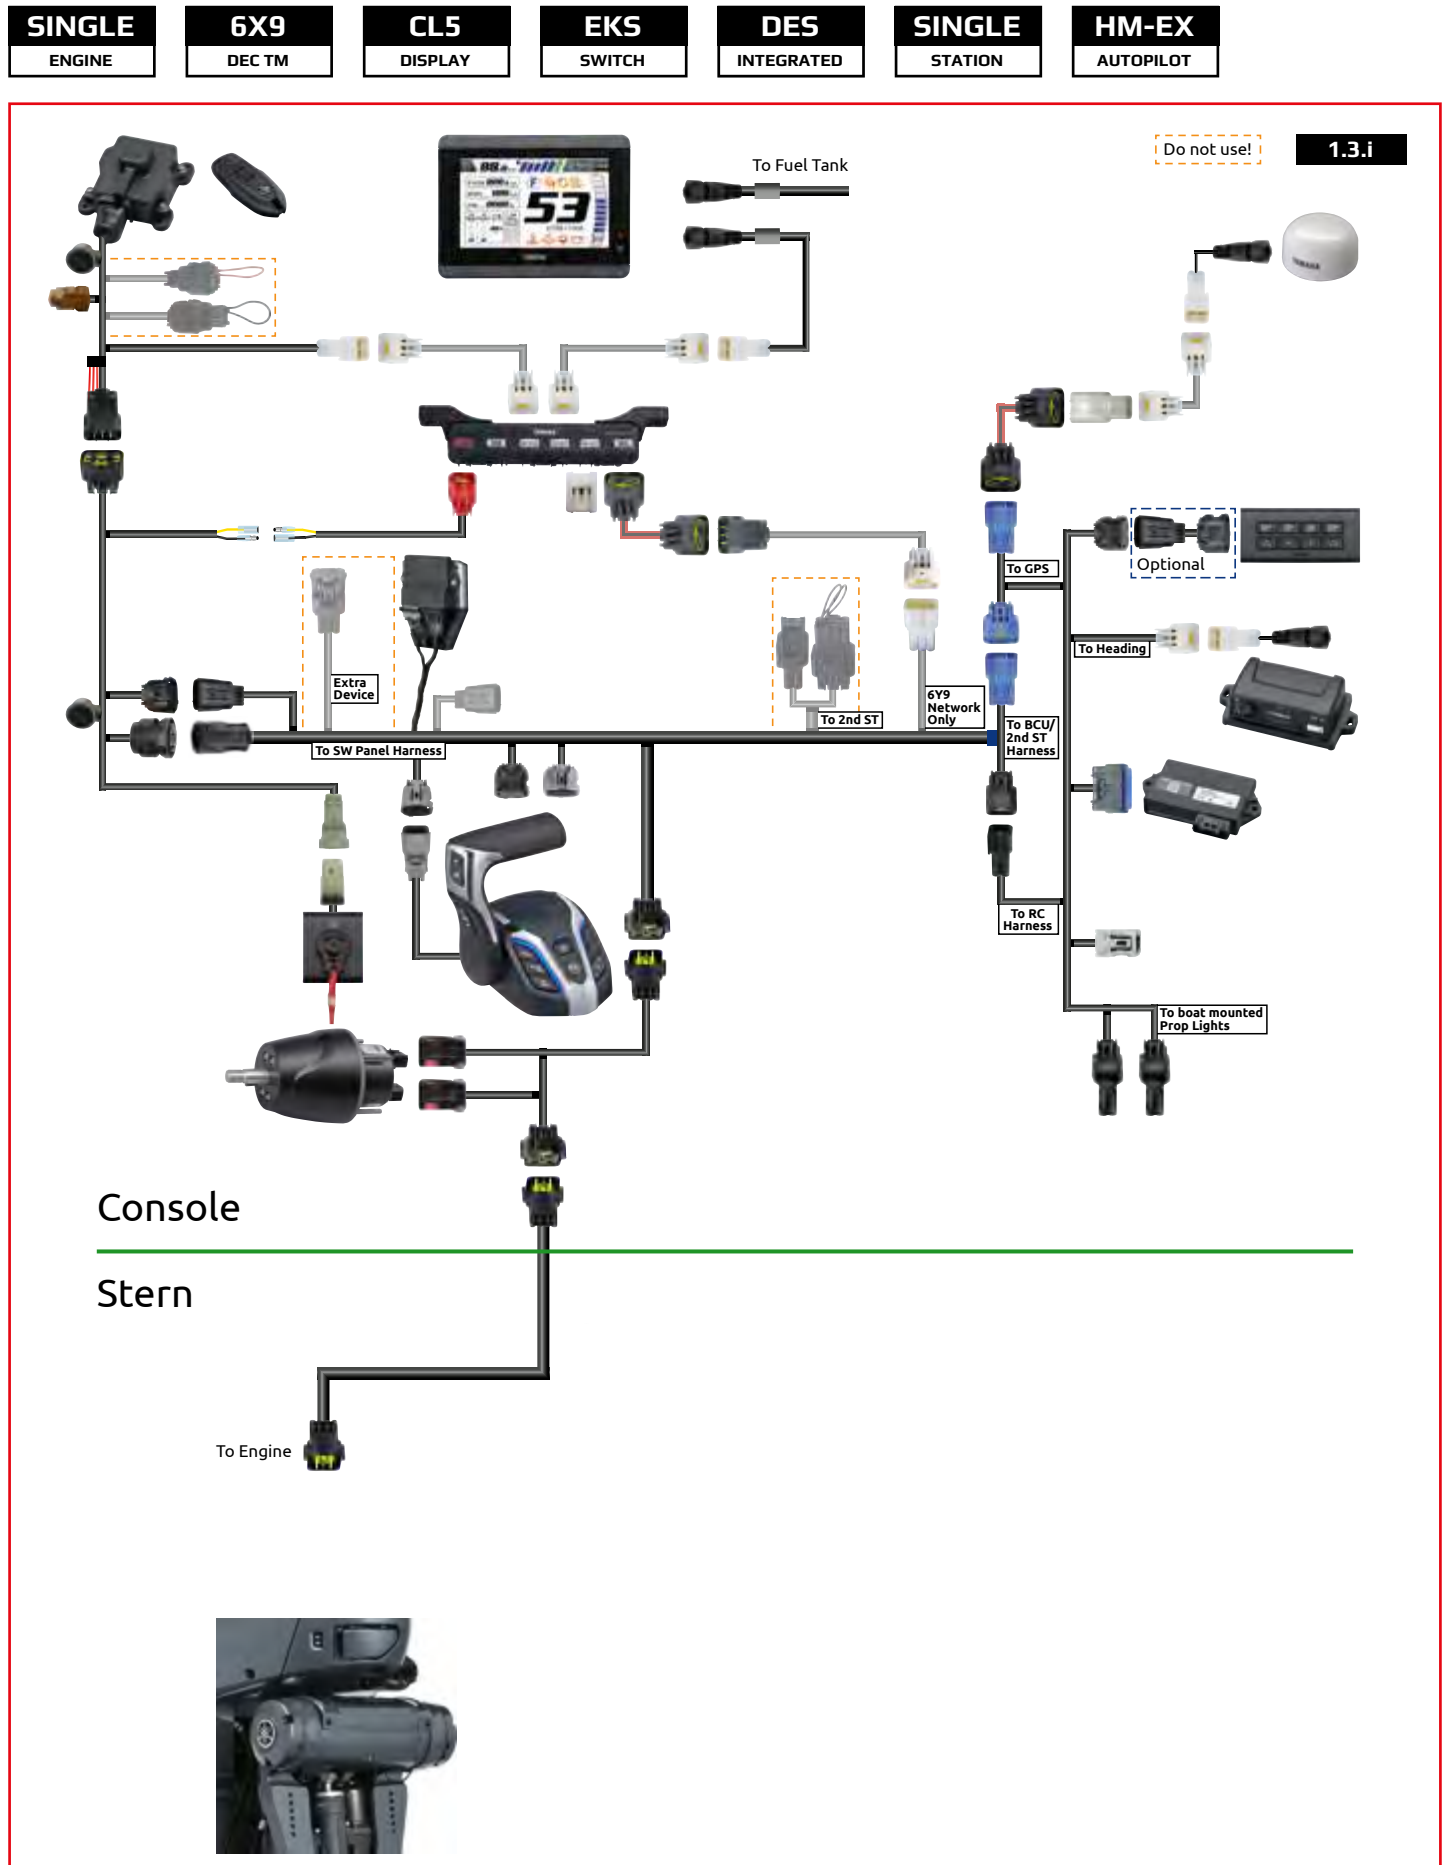 SINGLE
ENGINE
6X9
DEC TM
CL5
DISPLAY
EKS
SWITCH
DES
INTEGRATED
SINGLE
STATION
HM-EX
AUTOPILOT
Do not use!
1.3.i
To Fuel Tank
53
To GPS
Optional
To Heading
Extra
Device
6Y9
Network
Only
To 2nd ST
To BCU/
2nd ST
Harness
To SW Panel Harness
To RC
Harness
To boat mounted
Prop Lights
Console
Stern
To Engine